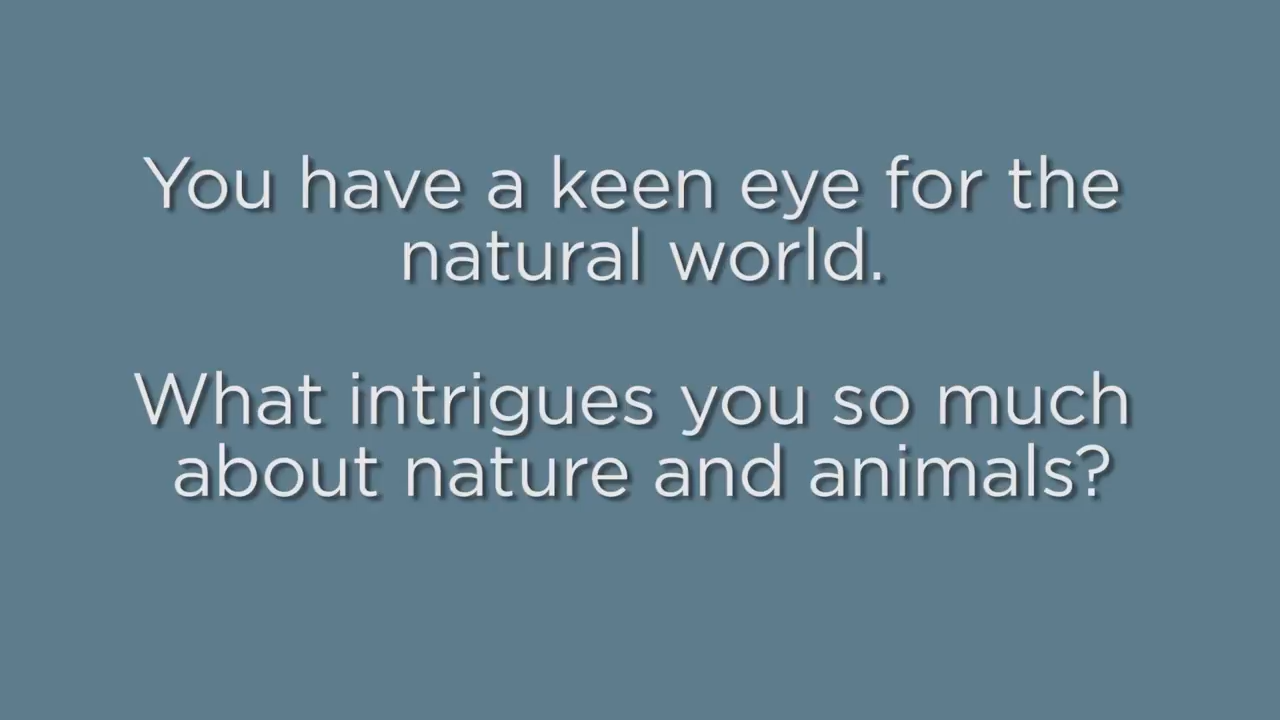 You have a keen eye for the
natural world.
What intrigues you so much
about nature and animals?